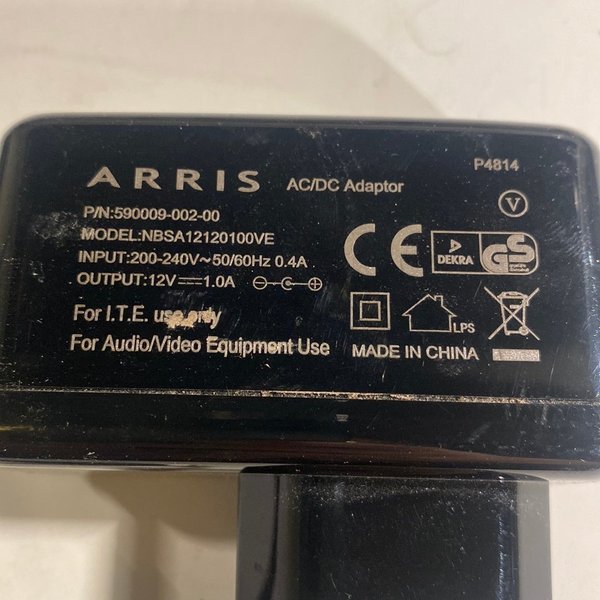 P4814
ARRIS AC/DC Adaptor
V
P/N:590009-002-00
MODEL:NBSA12120100VE
INPUT:200-240V~50/60Hz 0.4A
OUTPUT:12V⎓1.0A
CE
DEKRA
GS
For I.T.E. use only
LPS
For Audio/Video Equipment Use
MADE IN CHINA